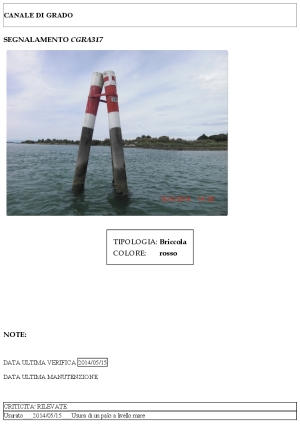 CANALE DI GRADO
SEGNALAMENTO CGRA317
TIPOLOGIA: Briccola
COLORE: rosso
NOTE:
DATA ULTIMA VERIFICA 2014/05/15
DATA ULTIMA MANUTENZIONE
CRITICITA' RILEVATE
Usurato 2014/05/15 Usura di un palo a livello mare